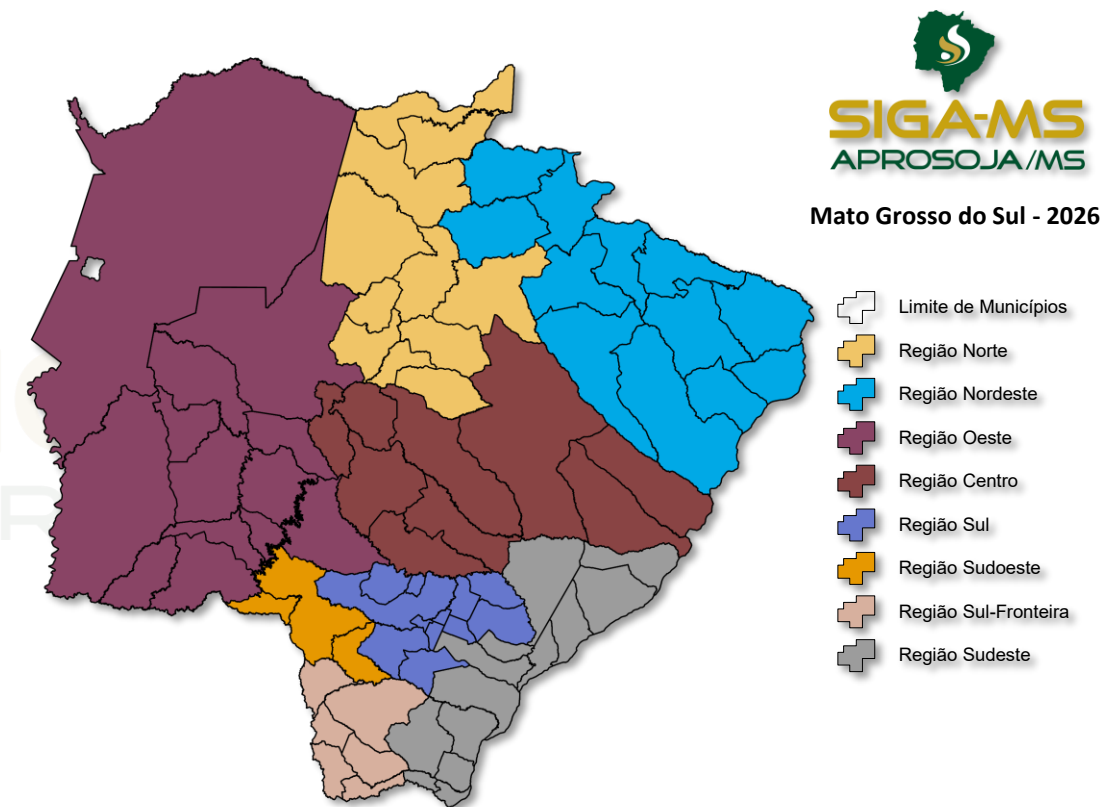 SIGA-MS
APROSOJA/MS
Mato Grosso do Sul - 2026
Limite de Municípios
Região Norte
Região Nordeste
Região Oeste
Região Centro
Região Sul
Região Sudoeste
Região Sul-Fronteira
Região Sudeste